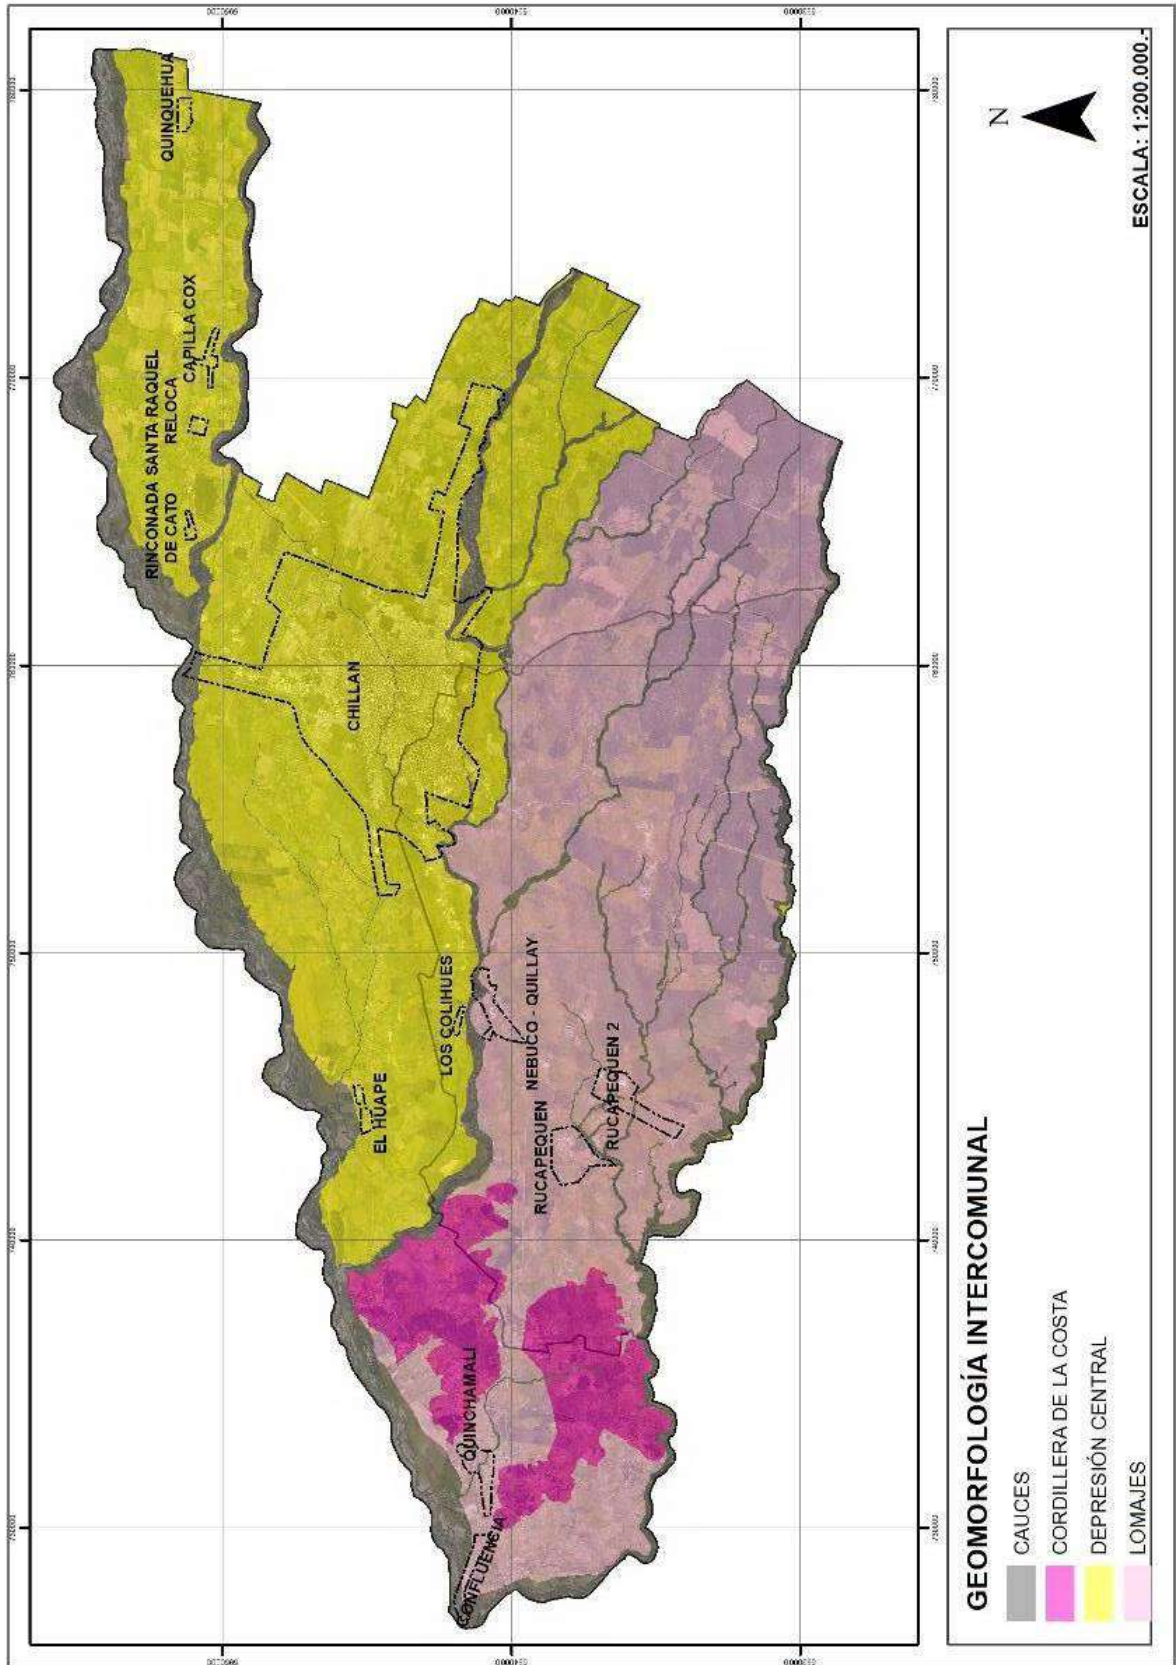 QUINQUEHUA
CAPILLA COX
RINCONADA SANTA RAQUEL
DE CATO RELOCA
CHILLAN
LOS COLIHUES
EL HUAPE
NEBUCO - QUILLAY
RUCAPEQUEN
RUCAPEQUEN 2
QUINCHAMALI
CONFLUENCIA
770000
GEOMORFOLOGÍA INTERCOMUNAL
CAUCES
CORDILLERA DE LA COSTA
DEPRESIÓN CENTRAL
LOMAJES
N
ESCALA: 1:200.000.-